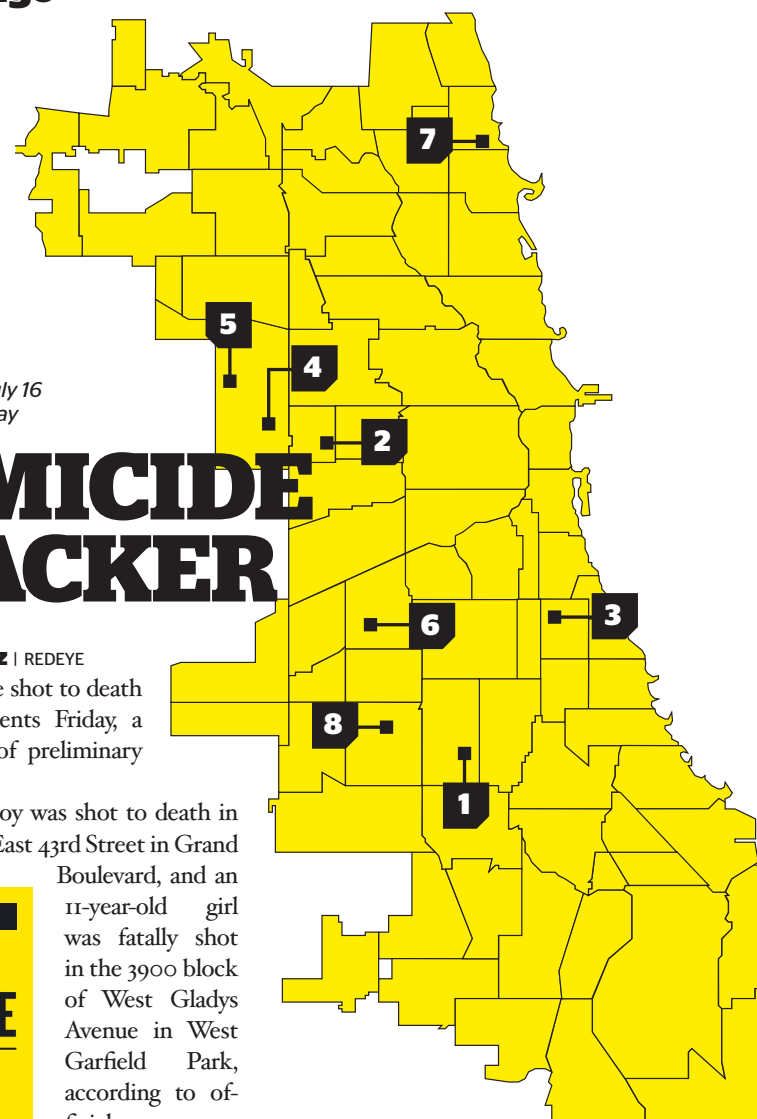 7
5
4
uly 16
ay
2
MICIDE
ACKER
3
6
Z | REDEYE
e shot to death
ents Friday, a
of preliminary
8
1
oy was shot to death in
East 43rd Street in Grand
Boulevard, and an
11-year-old girl
was fatally shot
in the 3900 block
of West Gladys
Avenue in West
Garfield Park,
according to of-
E